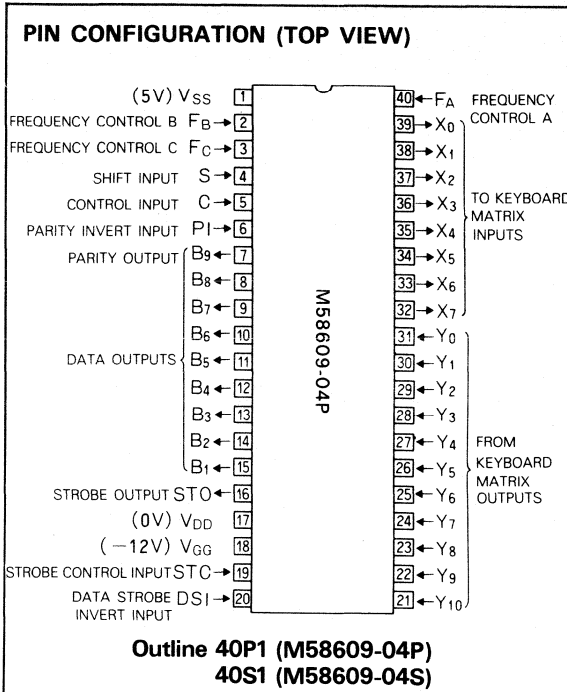 PIN CONFIGURATION (TOP VIEW)
(5V) VSS 1
FREQUENCY CONTROL B FB→ 2
FREQUENCY CONTROL C FC→ 3
SHIFT INPUT S→ 4
CONTROL INPUT C→ 5
PARITY INVERT INPUT PI→ 6
PARITY OUTPUT B9← 7
B8← 8
B7← 9
B6← 10
DATA OUTPUTS B5← 11
B4← 12
B3← 13
B2← 14
B1← 15
STROBE OUTPUT STO← 16
(0V) VDD 17
(−12V) VGG 18
STROBE CONTROL INPUT STC→ 19
DATA STROBE
INVERT INPUT DSI→ 20
M58609-04P
40 ←FA FREQUENCY
CONTROL A
39 →X0
38 →X1
37 →X2
36 →X3
35 →X4
34 →X5
33 →X6
32 →X7
TO KEYBOARD
MATRIX
INPUTS
31 ←Y0
30 ←Y1
29 ←Y2
28 ←Y3
27 ←Y4
26 ←Y5
25 ←Y6
24 ←Y7
23 ←Y8
22 ←Y9
21 ←Y10
FROM
KEYBOARD
MATRIX
OUTPUTS
Outline 40P1 (M58609-04P)
40S1 (M58609-04S)